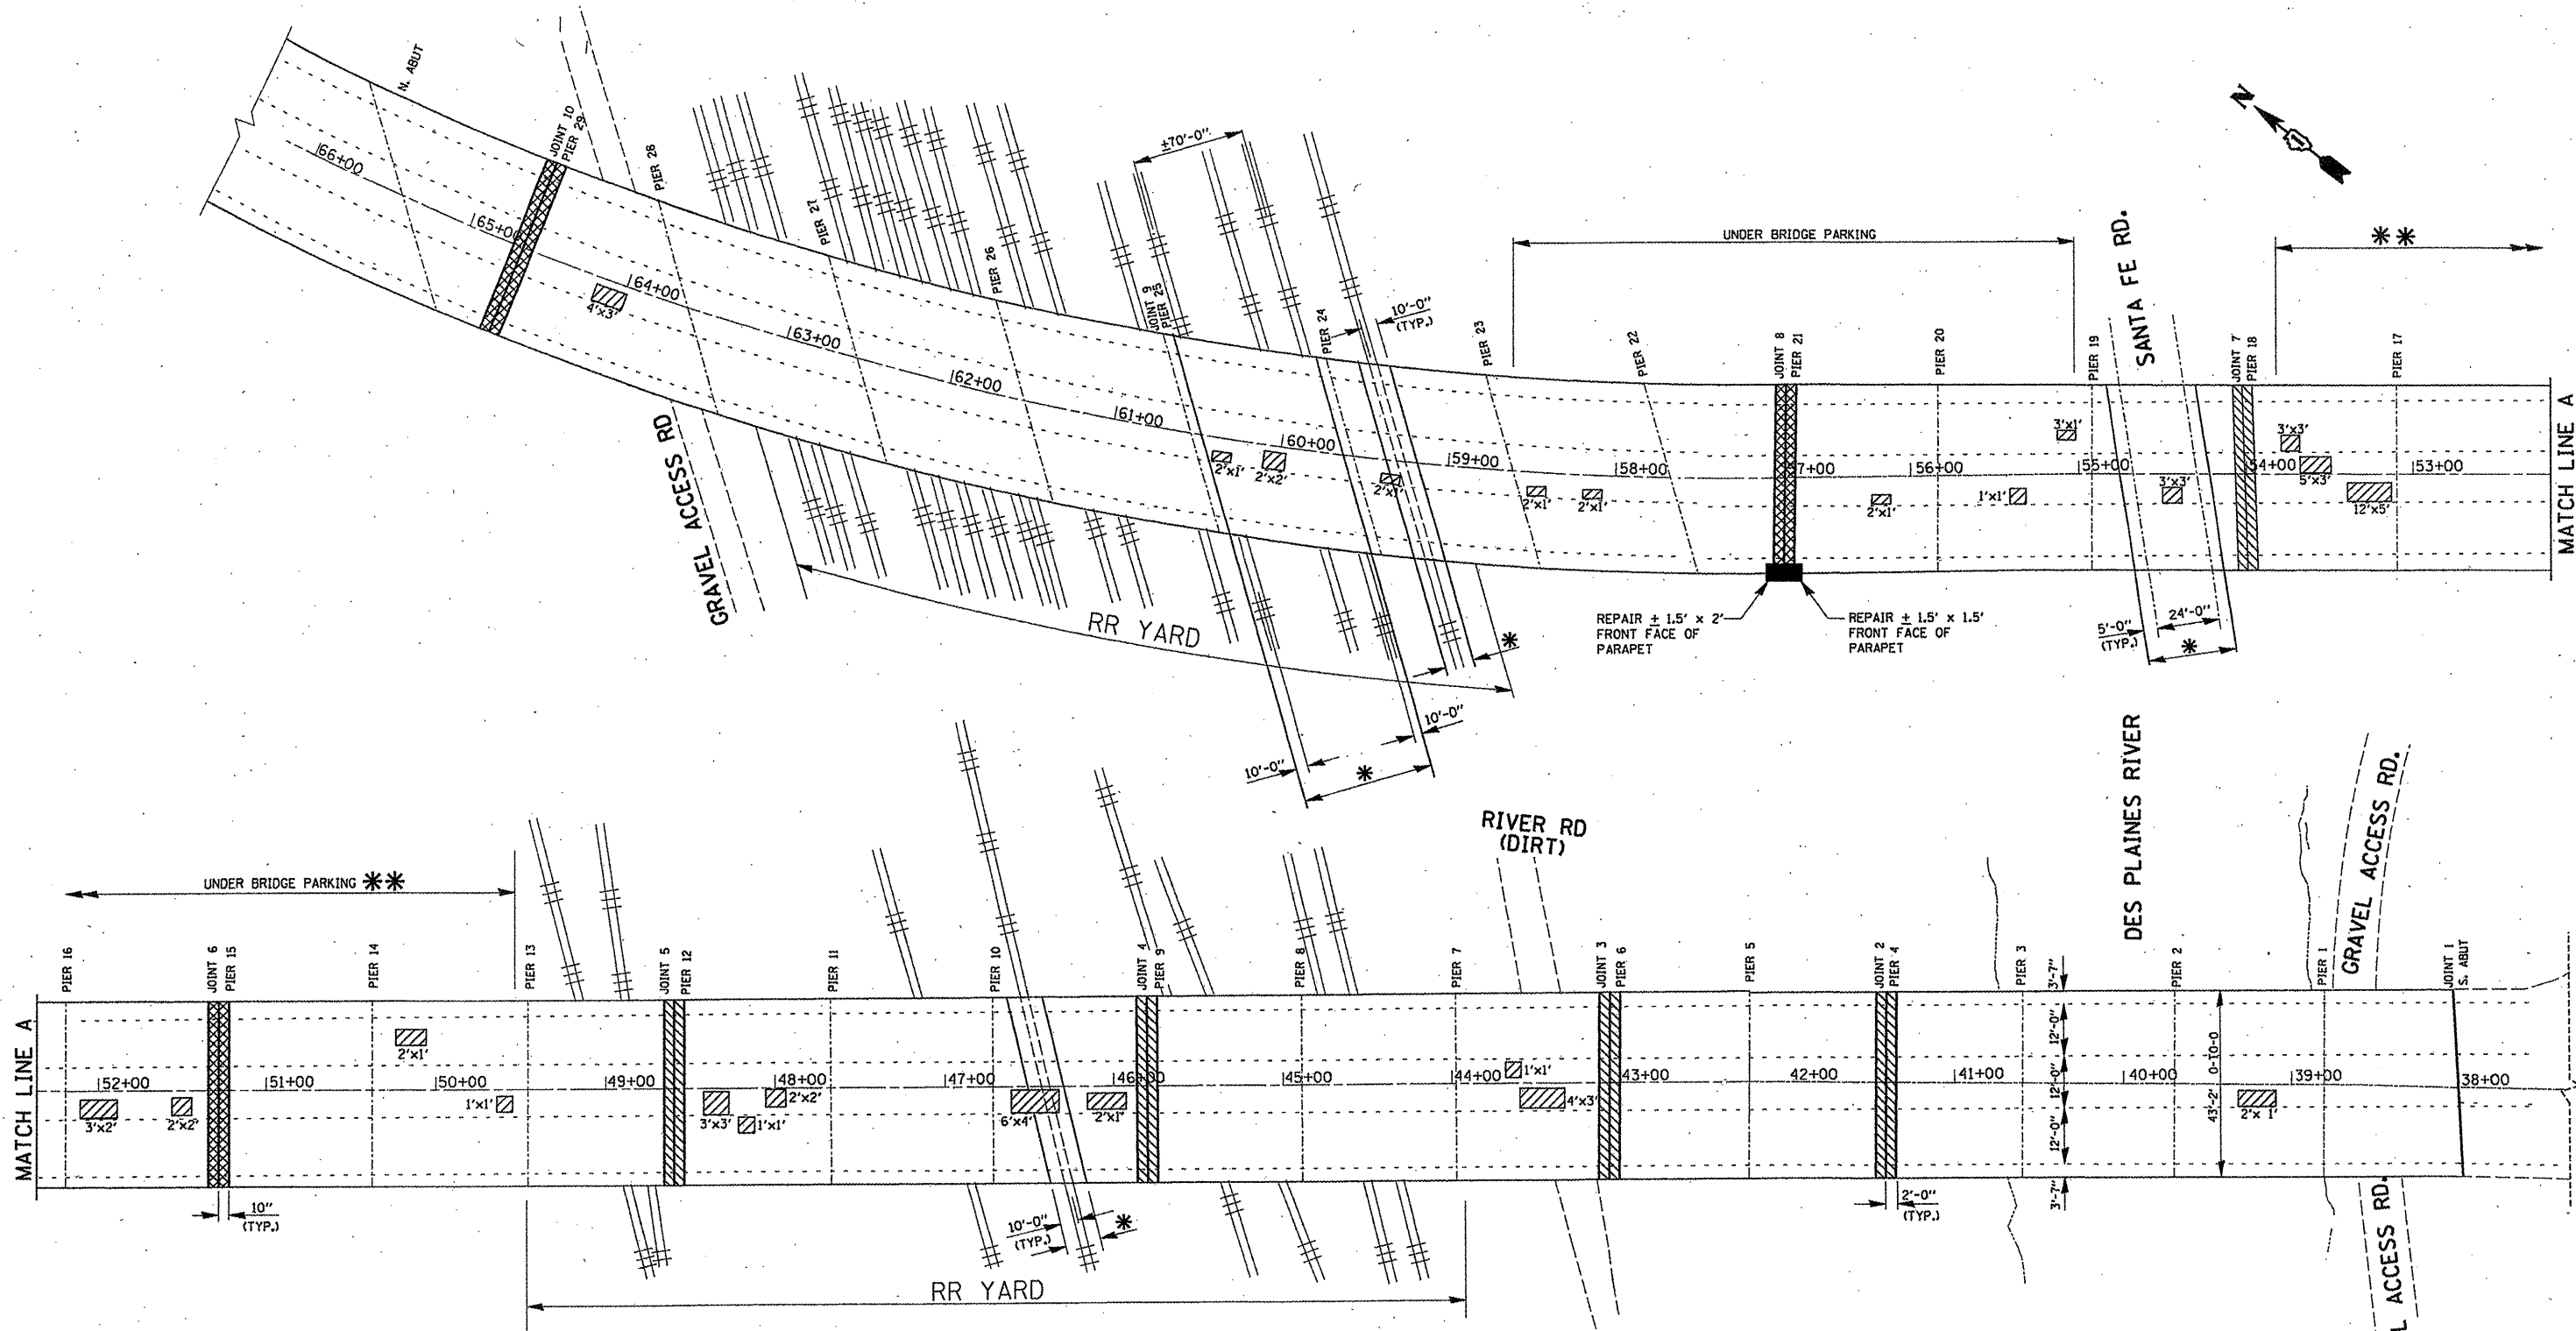 N. ABUT
JOINT 10
PIER 29
PIER 28
PIER 27
PIER 26
JOINT 9
PIER 25
PIER 24
PIER 23
PIER 22
JOINT 8
PIER 21
PIER 20
PIER 19
SANTA FE RD.
JOINT 7
PIER 18
PIER 17
N
±70'-0"
10'-0"
(TYP.)
UNDER BRIDGE PARKING
**
66+00
65+00
64+00
63+00
62+00
61+00
60+00
59+00
58+00
57+00
56+00
55+00
54+00
53+00
4'x3'
2'x1'
2'x2'
2'x1'
2'x1'
2'x1'
2'x1'
1'x1'
3'x1'
3'x3'
3'x3'
5'x3'
12'x5'
MATCH LINE A
GRAVEL ACCESS RD
RR YARD
*
10'-0"
10'-0"
*
REPAIR ± 1.5' x 2'
FRONT FACE OF
PARAPET
REPAIR ± 1.5' x 1.5'
FRONT FACE OF
PARAPET
5'-0"
(TYP.)
24'-0"
*
UNDER BRIDGE PARKING **
RIVER RD
(DIRT)
DES PLAINES RIVER
GRAVEL ACCESS RD.
MATCH LINE A
PIER 16
JOINT 6
PIER 15
PIER 14
PIER 13
JOINT 5
PIER 12
PIER 11
PIER 10
JOINT 4
PIER 9
PIER 8
PIER 7
JOINT 3
PIER 6
PIER 5
JOINT 2
PIER 4
PIER 3
PIER 2
PIER 1
JOINT 1
S. ABUT
52+00
51+00
50+00
49+00
48+00
47+00
46+00
45+00
44+00
43+00
42+00
41+00
40+00
39+00
38+00
3'x2'
2'x2'
2'x1'
1'x1'
3'x3'
1'x1'
2'x2'
6'x4'
2'x1'
1'x1'
4'x3'
2'x 1'
3'-7"
12'-0"
12'-0"
12'-0"
3'-7"
43'-2" O-TO-O
10"
(TYP.)
10'-0"
(TYP.)
*
2'-0"
(TYP.)
RR YARD
L ACCESS RD.